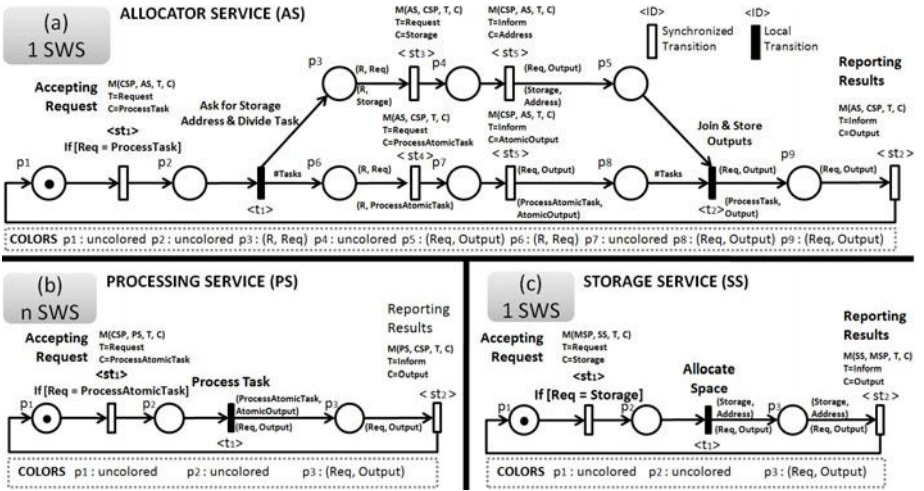 (a)
1 SWS
ALLOCATOR SERVICE (AS)
M(AS, CSP, T, C)
T=Request
C=Storage
< st3>
M(CSP, AS, T, C)
T=Inform
C=Address
< st5>
<ID>
Synchronized
Transition
<ID>
Local
Transition
Reporting
Results
M(AS, CSP, T, C)
T=Inform
C=Output
< st2>
Accepting
Request
M(CSP, AS, T, C)
T=Request
C=ProcessTask
<st1>
If [Req = ProcessTask]
Ask for Storage
Address & Divide Task
p3
(R, Req)
(R,
Storage)
p4
(Req, Output)
(Storage,
Address)
p5
M(AS, CSP, T, C)
T=Request
C=ProcessAtomicTask
< st4>
M(CSP, AS, T, C)
T=Inform
C=AtomicOutput
< st5>
Join & Store
Outputs
p1
p2
<t1>
#Tasks
p6
(R, Req)
(R, ProcessAtomicTask)
p7
(Req, Output)
(ProcessAtomicTask,
AtomicOutput)
p8
#Tasks
<t2>
(Req, Output)
(ProcessTask,
Output)
p9
(Req, Output)
COLORS p1 : uncolored p2 : uncolored p3 : (R, Req) p4 : uncolored p5 : (Req, Output) p6 : (R, Req) p7 : uncolored p8 : (Req, Output) p9 : (Req, Output)
(b)
n SWS
PROCESSING SERVICE (PS)
Accepting
Request
M(CSP, PS, T, C)
T=Request
C=ProcessAtomicTask
<st1>
If [Req = ProcessAtomicTask]
Process Task
Reporting
Results
M(PS, CSP, T, C)
T=Inform
C=Output
< st2>
p1
p2
<t1>
(ProcessAtomicTask,
AtomicOutput)
(Req, Output)
p3
(Req, Output)
COLORS p1 : uncolored p2 : uncolored p3 : (Req, Output)
(c)
1 SWS
STORAGE SERVICE (SS)
Accepting
Request
M(MSP, SS, T, C)
T=Request
C=Storage
<st1>
If [Req = Storage]
Allocate
Space
Reporting
Results
M(SS, MSP, T, C)
T=Inform
C=Output
< st2>
p1
p2
<t1>
(Storage,
Address)
(Req, Output)
p3
(Storage,
Address)
(Req, Output)
COLORS p1 : uncolored p2 : uncolored p3 : (Req, Output)